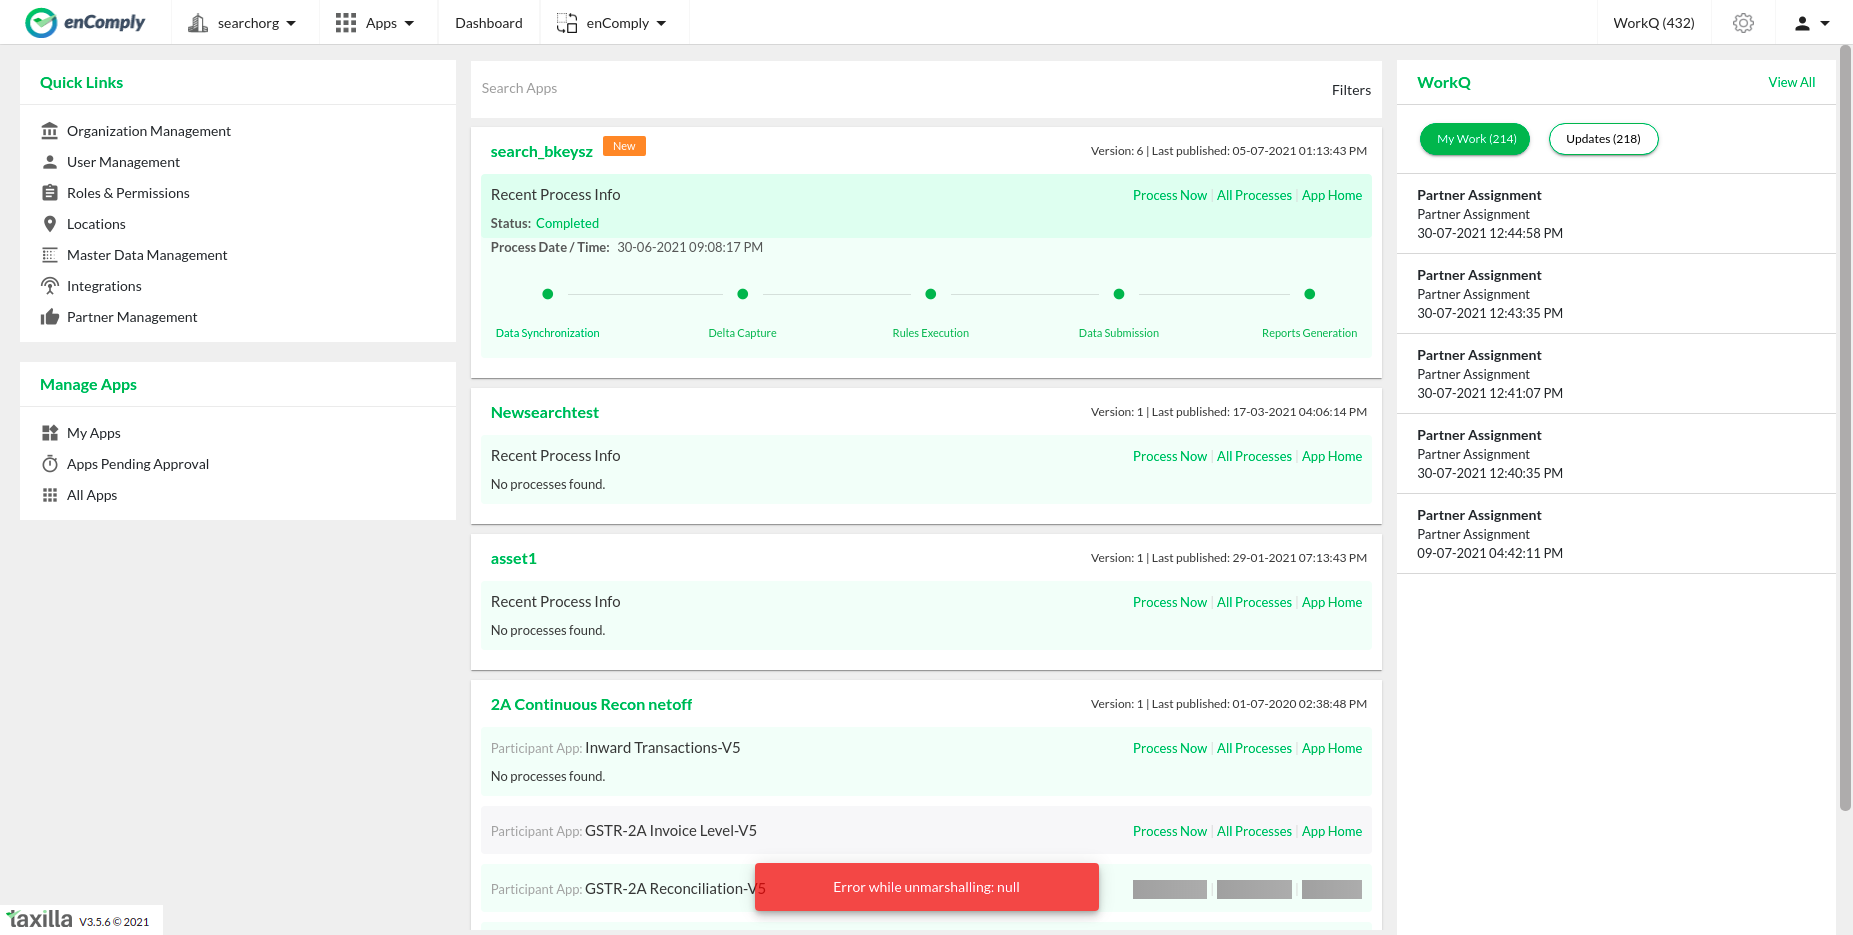 enComply
searchorg
Apps
Dashboard
enComply
WorkQ (432)
Quick Links
Organization Management
User Management
Roles & Permissions
Locations
Master Data Management
Integrations
Partner Management
Manage Apps
My Apps
Apps Pending Approval
All Apps
Search Apps
Filters
search_bkeysz New Version: 6 | Last published: 05-07-2021 01:13:43 PM
Recent Process Info Process Now | All Processes | App Home
Status: Completed
Process Date / Time: 30-06-2021 09:08:17 PM
Data Synchronization Delta Capture Rules Execution Data Submission Reports Generation
Newsearchtest Version: 1 | Last published: 17-03-2021 04:06:14 PM
Recent Process Info Process Now | All Processes | App Home
No processes found.
asset1 Version: 1 | Last published: 29-01-2021 07:13:43 PM
Recent Process Info Process Now | All Processes | App Home
No processes found.
2A Continuous Recon netoff Version: 1 | Last published: 01-07-2020 02:38:48 PM
Participant App: Inward Transactions-V5 Process Now | All Processes | App Home
No processes found.
Participant App: GSTR-2A Invoice Level-V5 Process Now | All Processes | App Home
Participant App: GSTR-2A Reconciliation-V5
Error while unmarshalling: null
WorkQ View All
My Work (214) Updates (218)
Partner Assignment
Partner Assignment
30-07-2021 12:44:58 PM
Partner Assignment
Partner Assignment
30-07-2021 12:43:35 PM
Partner Assignment
Partner Assignment
30-07-2021 12:41:07 PM
Partner Assignment
Partner Assignment
30-07-2021 12:40:35 PM
Partner Assignment
Partner Assignment
09-07-2021 04:42:11 PM
taxilla V3.5.6 © 2021